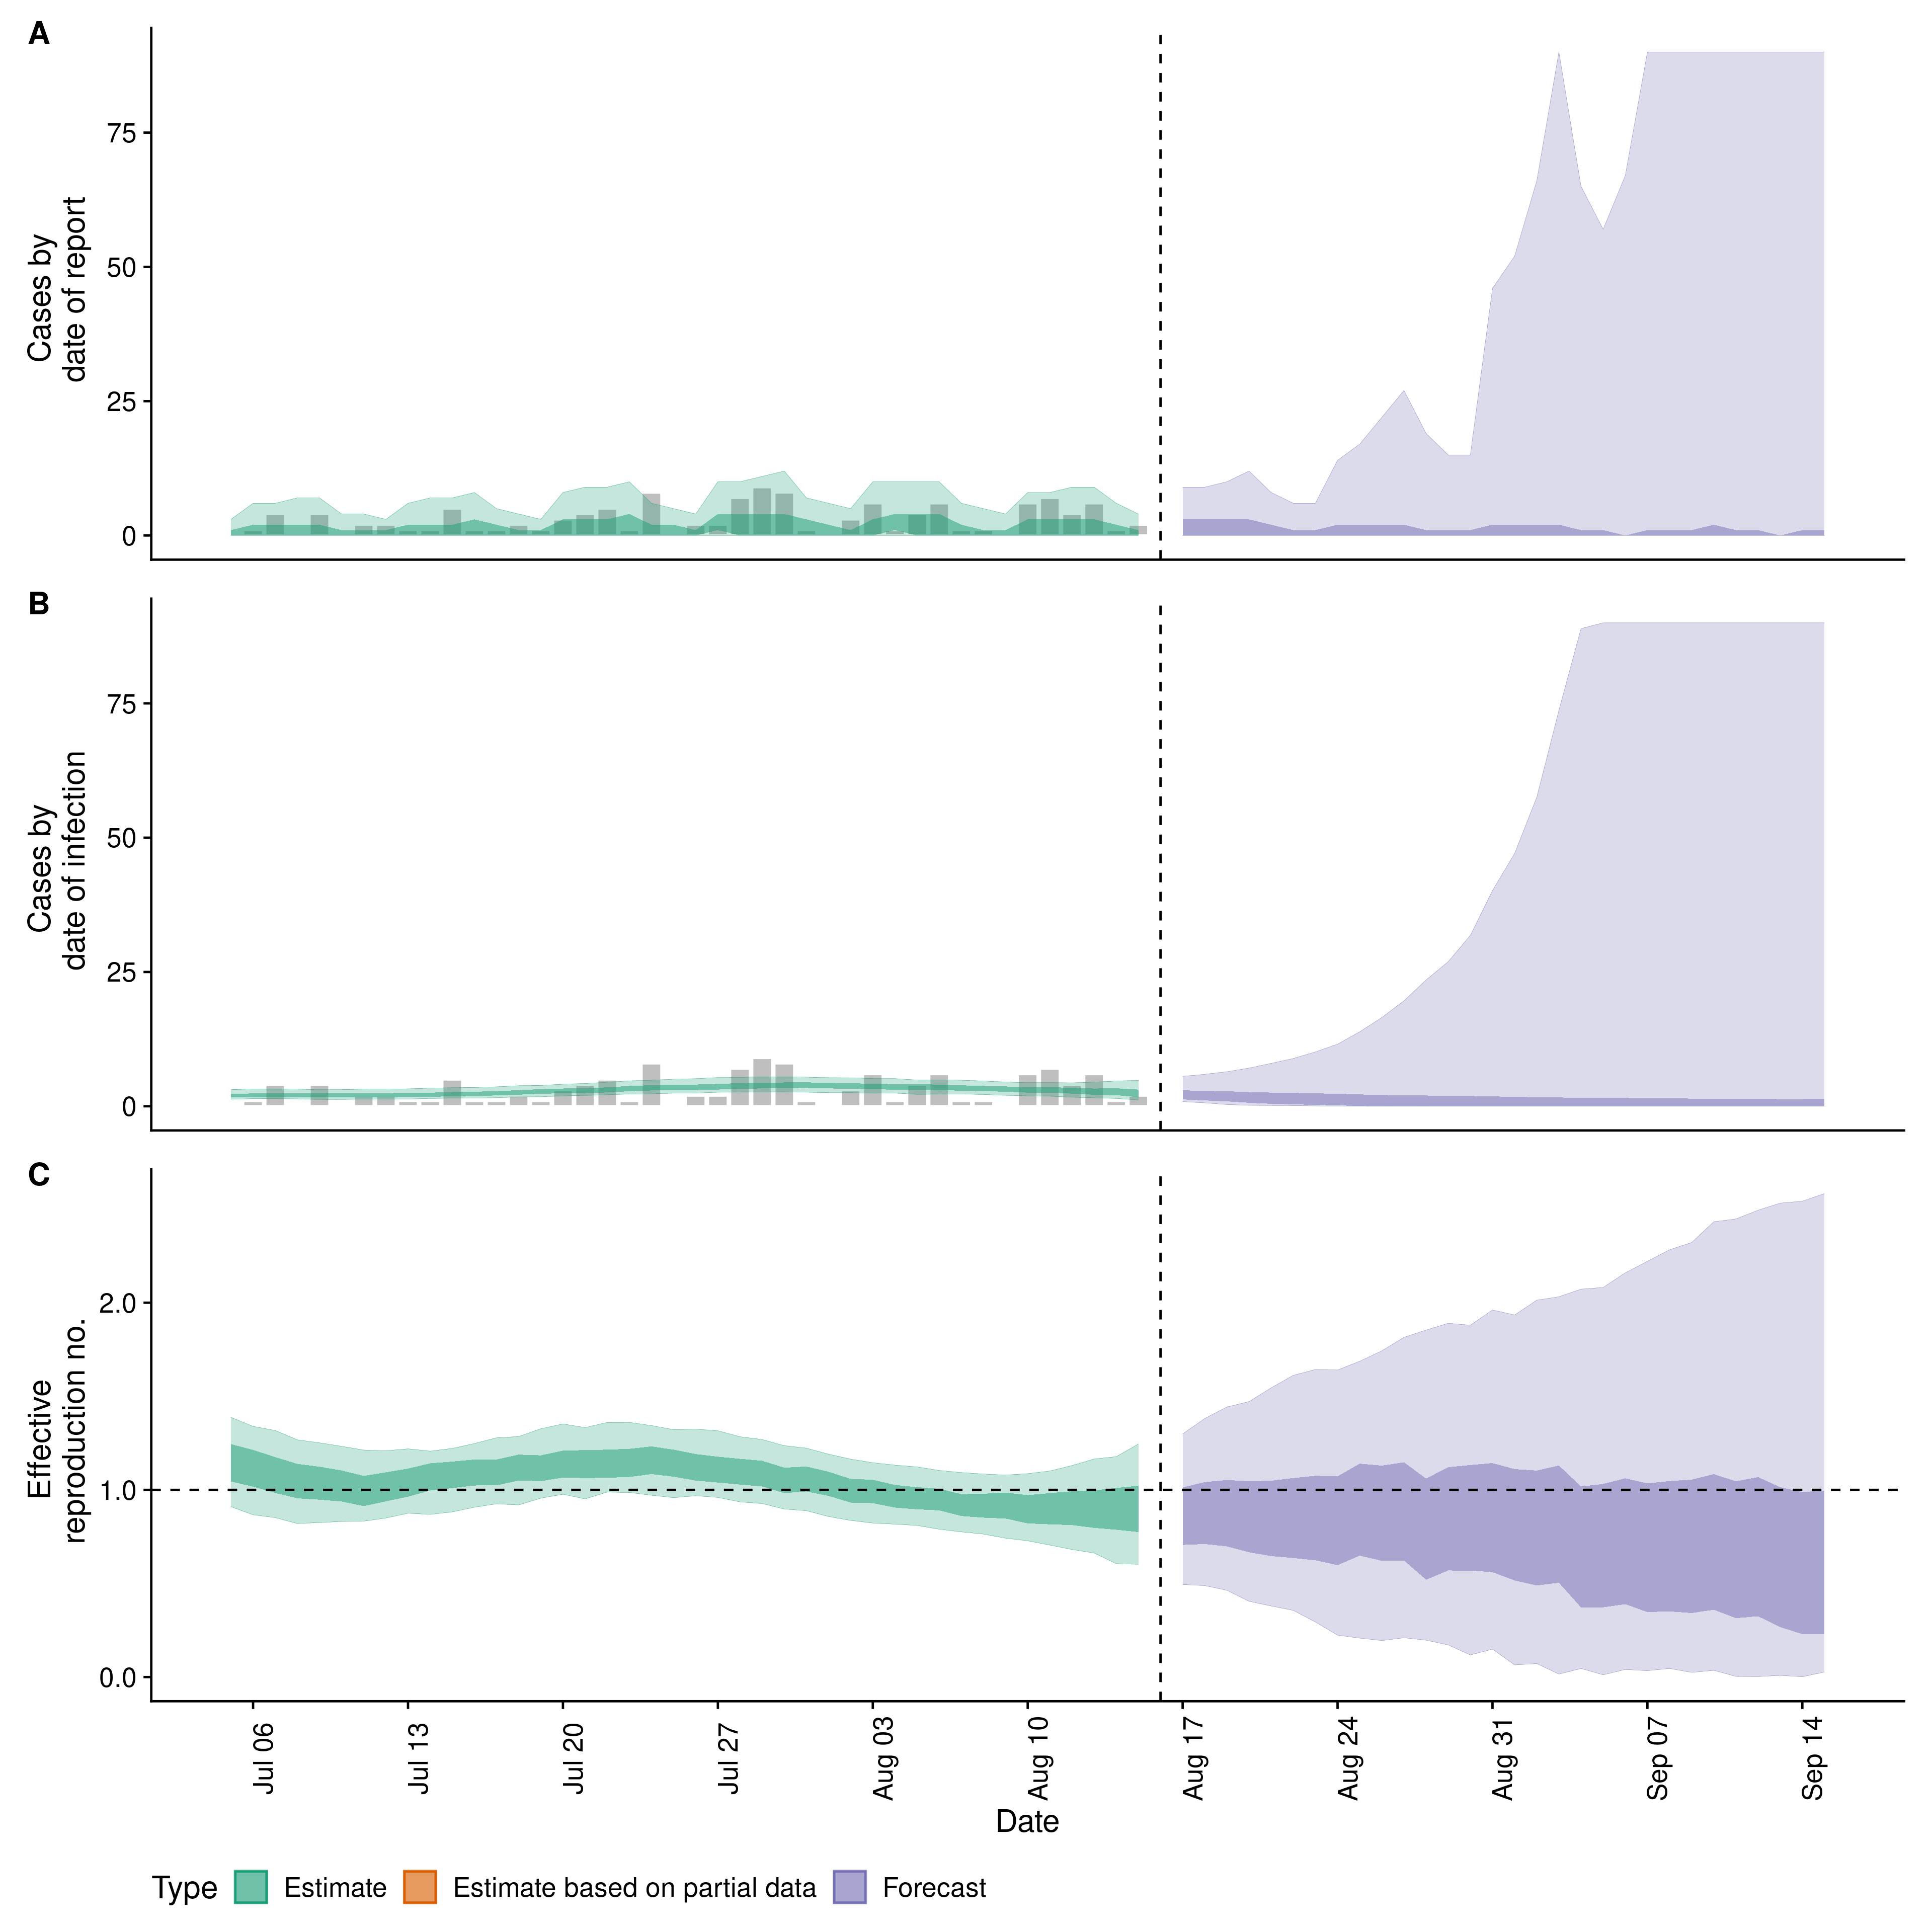 A
Cases by
date of report
75
50
25
0
B
Cases by
date of infection
75
50
25
0
C
Effective
reproduction no.
2.0
1.0
0.0
Jul 06
Jul 13
Jul 20
Jul 27
Aug 03
Aug 10
Aug 17
Aug 24
Aug 31
Sep 07
Sep 14
Date
Type Estimate Estimate based on partial data Forecast